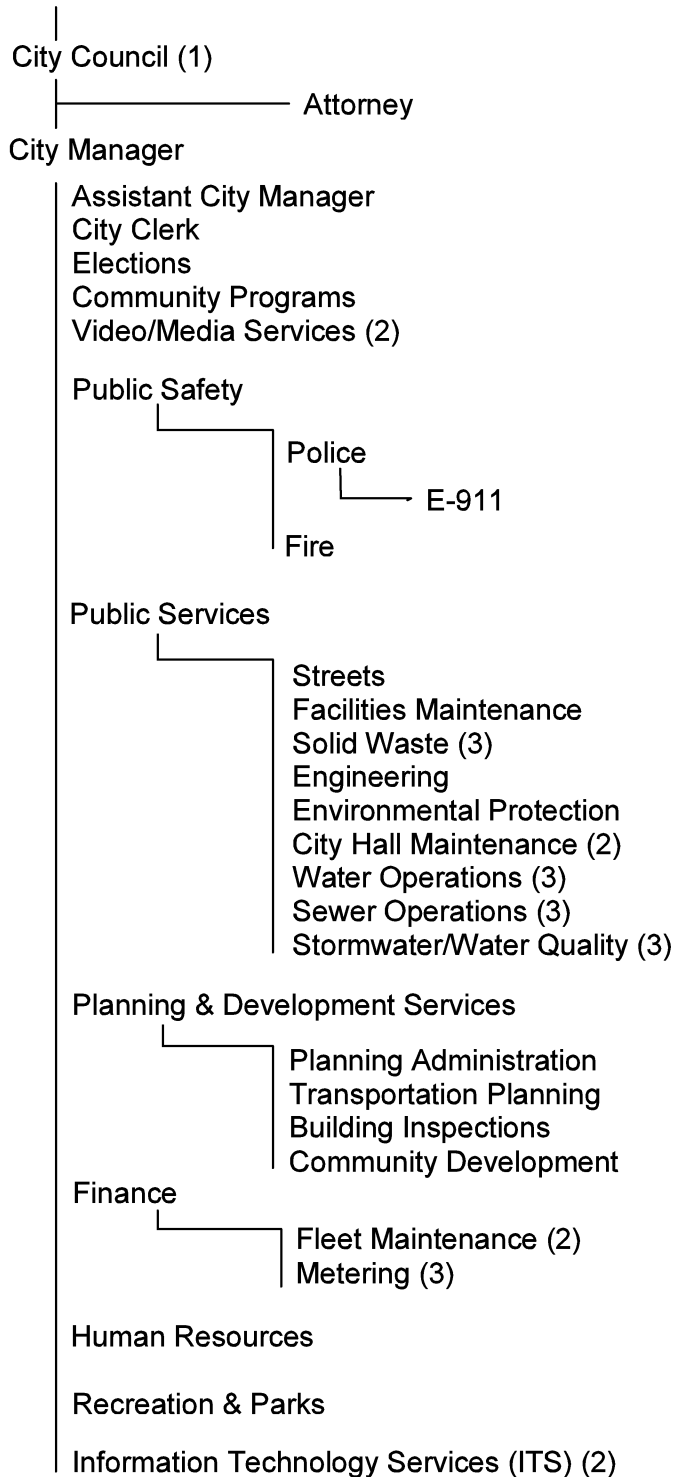 City Council (1)
Attorney
City Manager
Assistant City Manager
City Clerk
Elections
Community Programs
Video/Media Services (2)
Public Safety
Police
E-911
Fire
Public Services
Streets
Facilities Maintenance
Solid Waste (3)
Engineering
Environmental Protection
City Hall Maintenance (2)
Water Operations (3)
Sewer Operations (3)
Stormwater/Water Quality (3)
Planning & Development Services
Planning Administration
Transportation Planning
Building Inspections
Community Development
Finance
Fleet Maintenance (2)
Metering (3)
Human Resources
Recreation & Parks
Information Technology Services (ITS) (2)